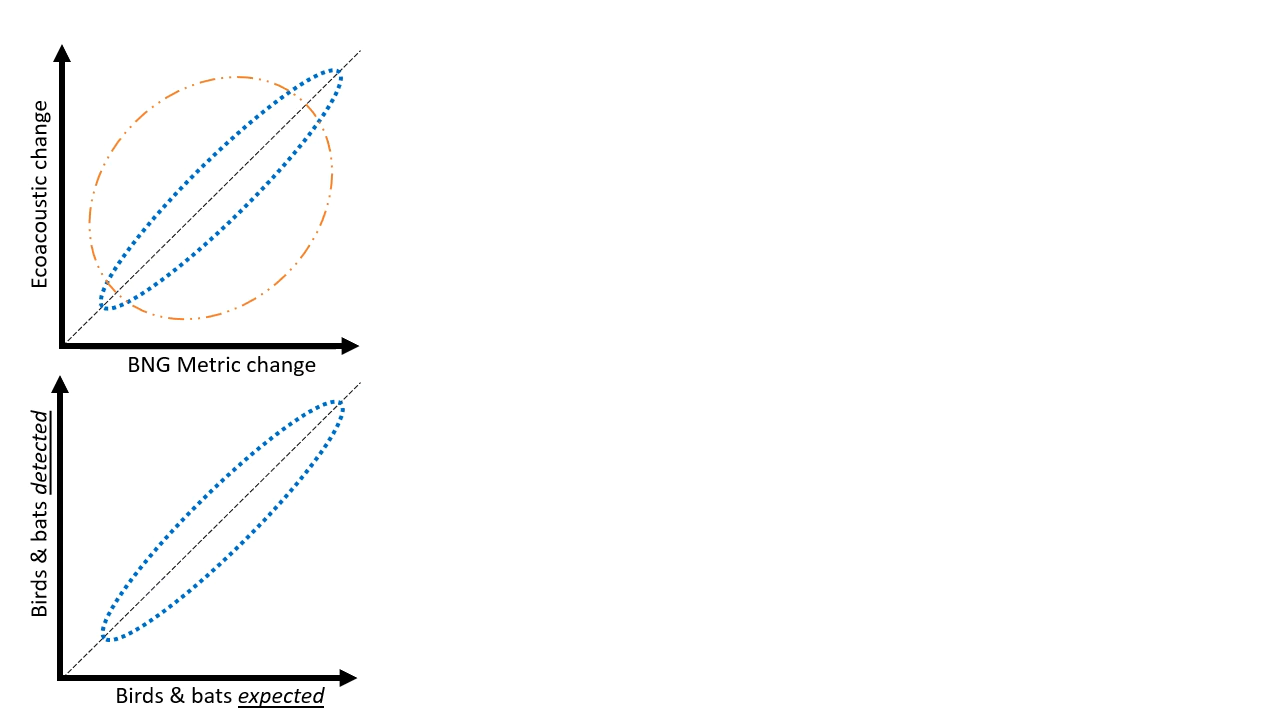 Ecoacoustic change
BNG Metric change
Birds & bats detected
Birds & bats expected